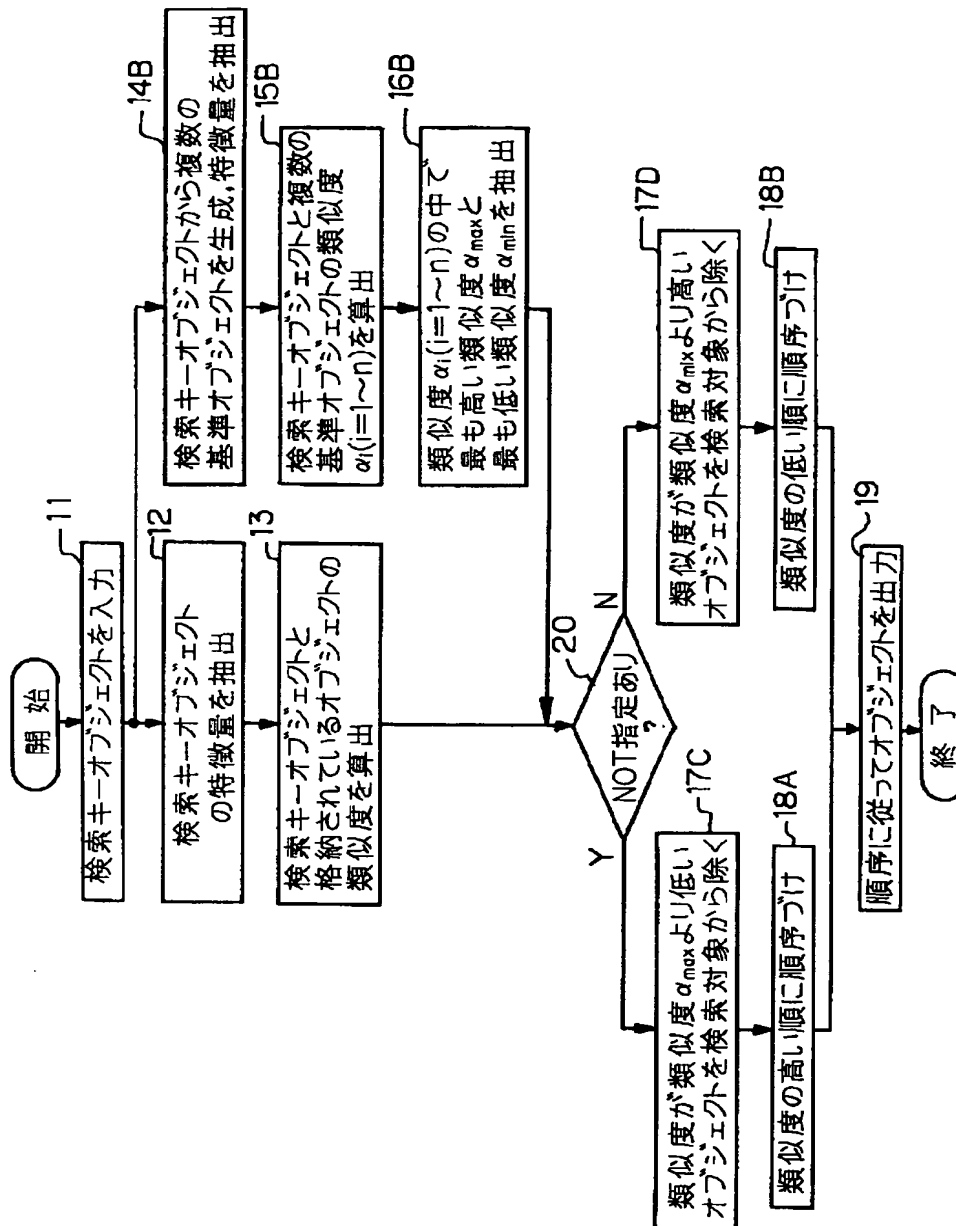 開始
11
検索キーオブジェクトを入力
12
検索キーオブジェクト
の特徴量を抽出
13
検索キーオブジェクトと
格納されているオブジェクトの
類似度を算出
14B
検索キーオブジェクトから複数の
基準オブジェクトを生成,特徴量を抽出
15B
検索キーオブジェクトと複数の
基準オブジェクトの類似度
αi(i=1~n)を算出
16B
類似度αi(i=1~n)の中で
最も高い類似度αmaxと
最も低い類似度αminを抽出
20
NOT指定あり
?
Y
N
17C
類似度が類似度αmaxより低い
オブジェクトを検索対象から除く
18A
類似度の高い順に順序づけ
17D
類似度が類似度αmixより高い
オブジェクトを検索対象から除く
18B
類似度の低い順に順序づけ
19
順序に従ってオブジェクトを出力
終了